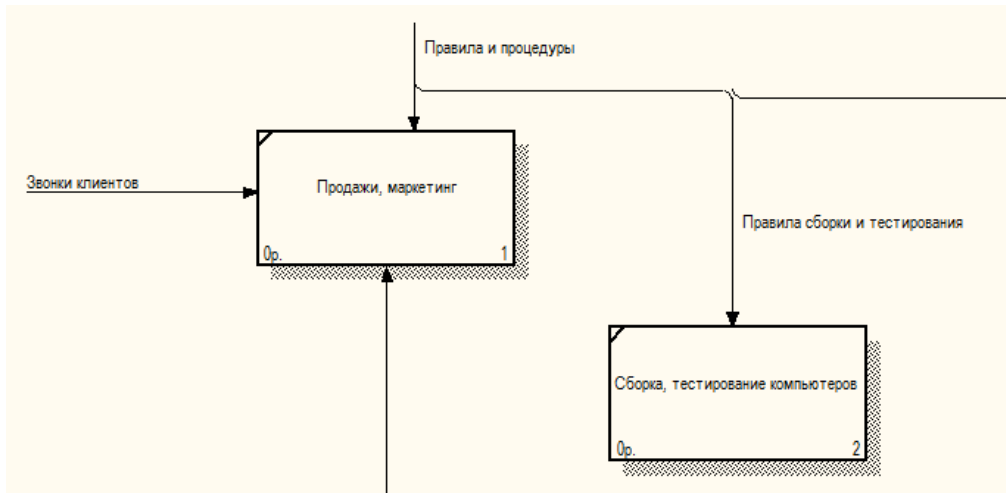 Правила и процедуры
Звонки клиентов
Продажи, маркетинг
0р.
1
Правила сборки и тестирования
Сборка, тестирование компьютеров
0р.
2